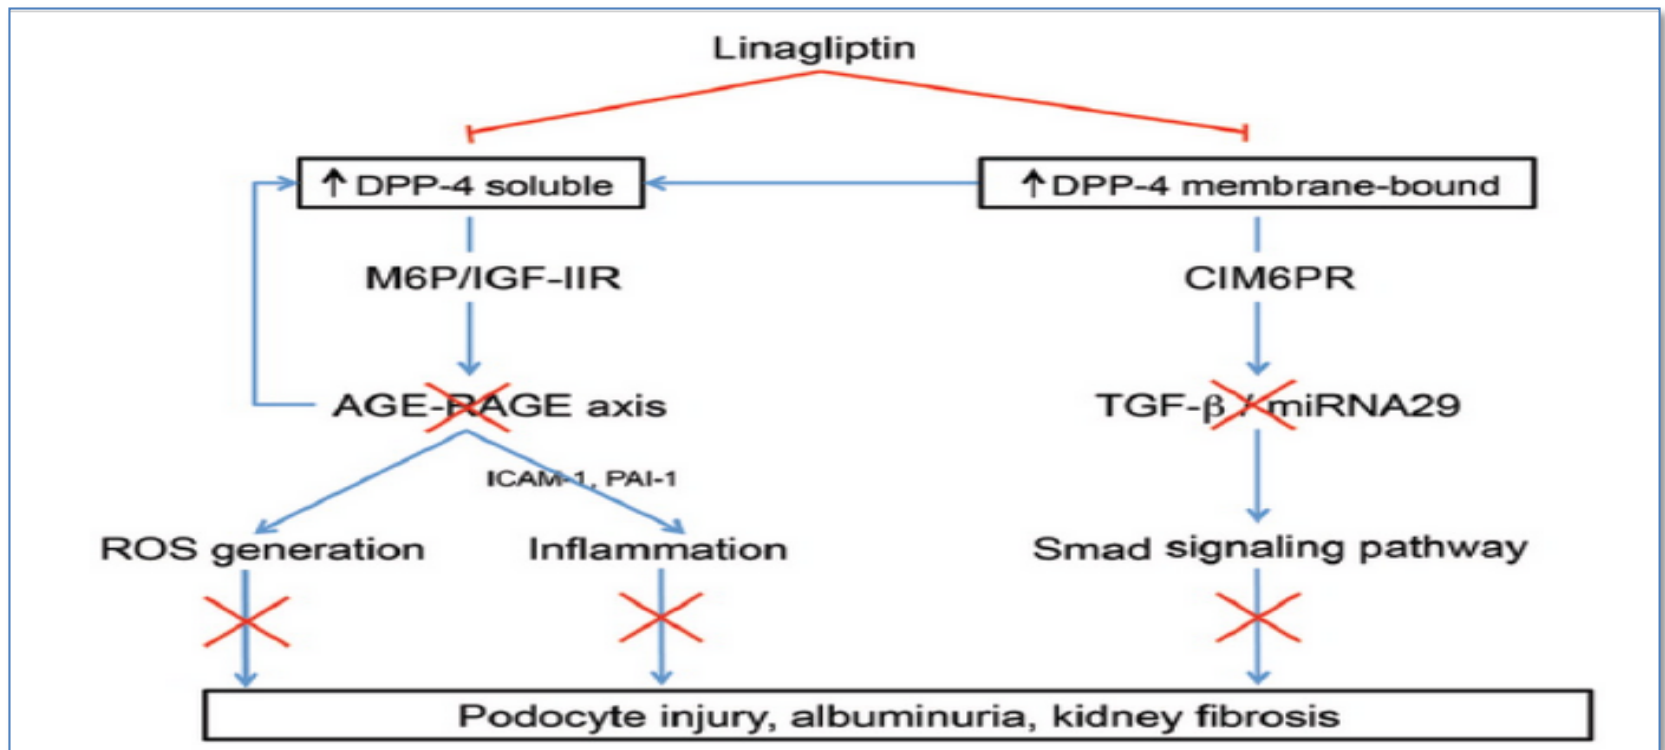 Linagliptin
↑ DPP-4 soluble
↑DPP-4 membrane-bound
M6P/IGF-IIR
CIM6PR
AGE-RAGE axis
TGF-β / miRNA29
ICAM-1, PAI-1
ROS generation
Inflammation
Smad signaling pathway
Podocyte injury, albuminuria, kidney fibrosis